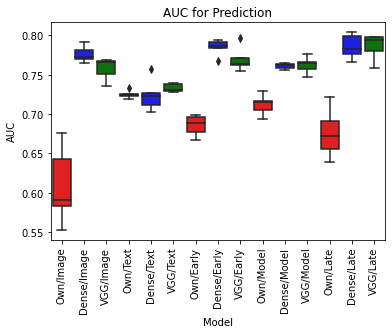 AUC for Prediction
AUC
0.80
0.75
0.70
0.65
0.60
0.55
Own/Image
Dense/Image
VGG/Image
Own/Text
Dense/Text
VGG/Text
Own/Early
Dense/Early
VGG/Early
Own/Model
Dense/Model
VGG/Model
Own/Late
Dense/Late
VGG/Late
Model